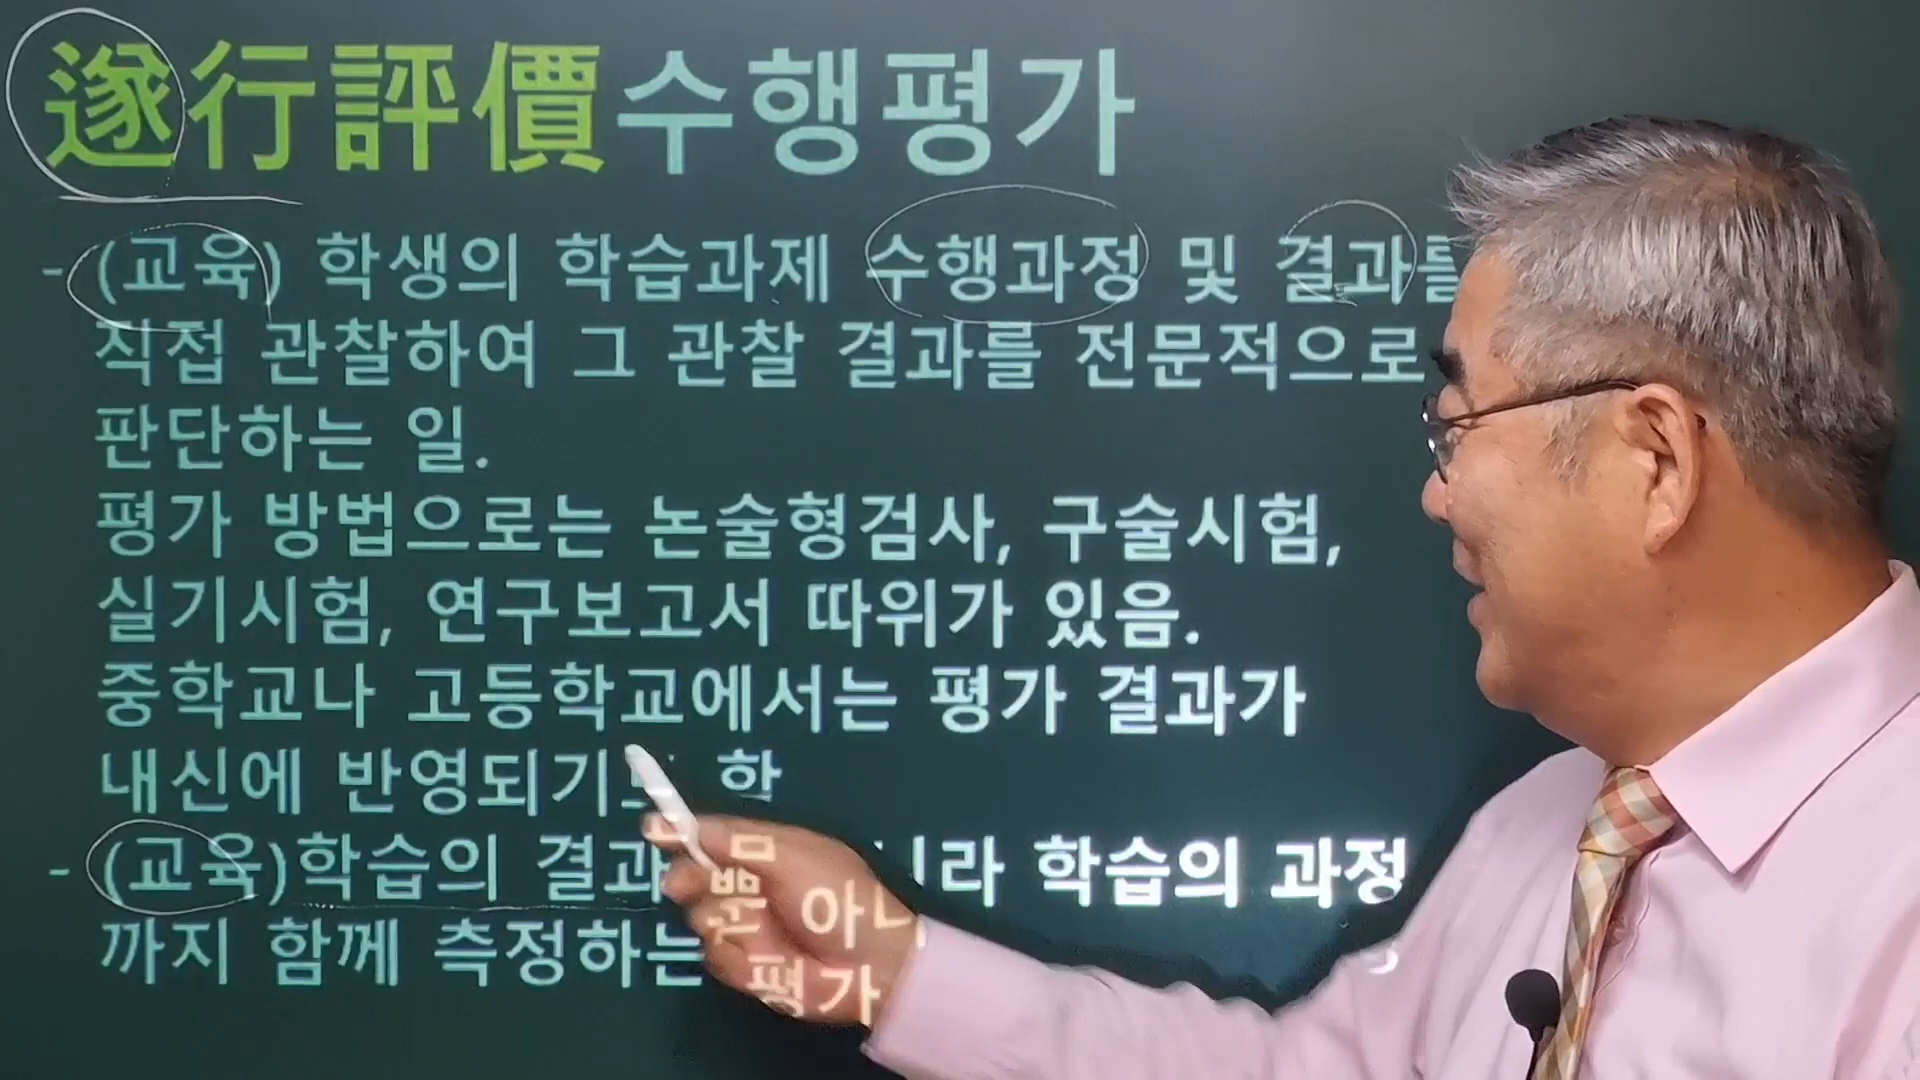 遂行評價수행평가
- (교육) 학생의 학습과제 수행과정 및 결과를
직접 관찰하여 그 관찰 결과를 전문적으로
판단하는 일.
평가 방법으로는 논술형검사, 구술시험,
실기시험, 연구보고서 따위가 있음.
중학교나 고등학교에서는 평가 결과가
내신에 반영되기도 함
- (교육)학습의 결과뿐만 아니라 학습의 과정
까지 함께 측정하는 평가